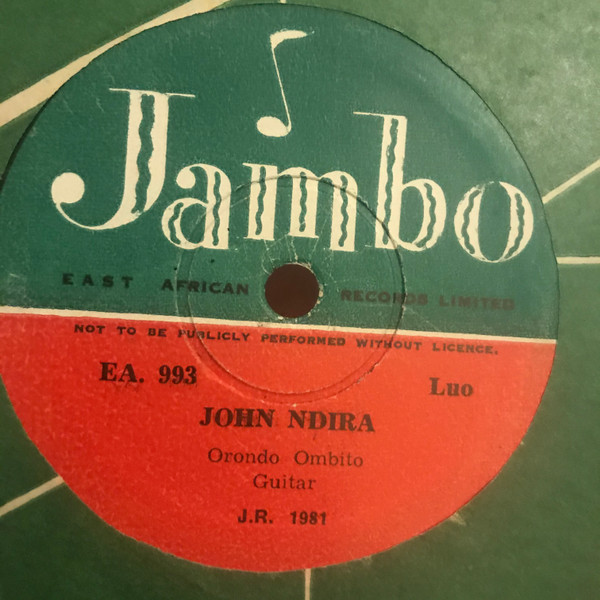 Jambo
EAST AFRICAN RECORDS LIMITED
NOT TO BE PUBLICLY PERFORMED WITHOUT LICENCE.
EA. 993 Luo
JOHN NDIRA
Orondo Ombito
Guitar
J.R. 1981